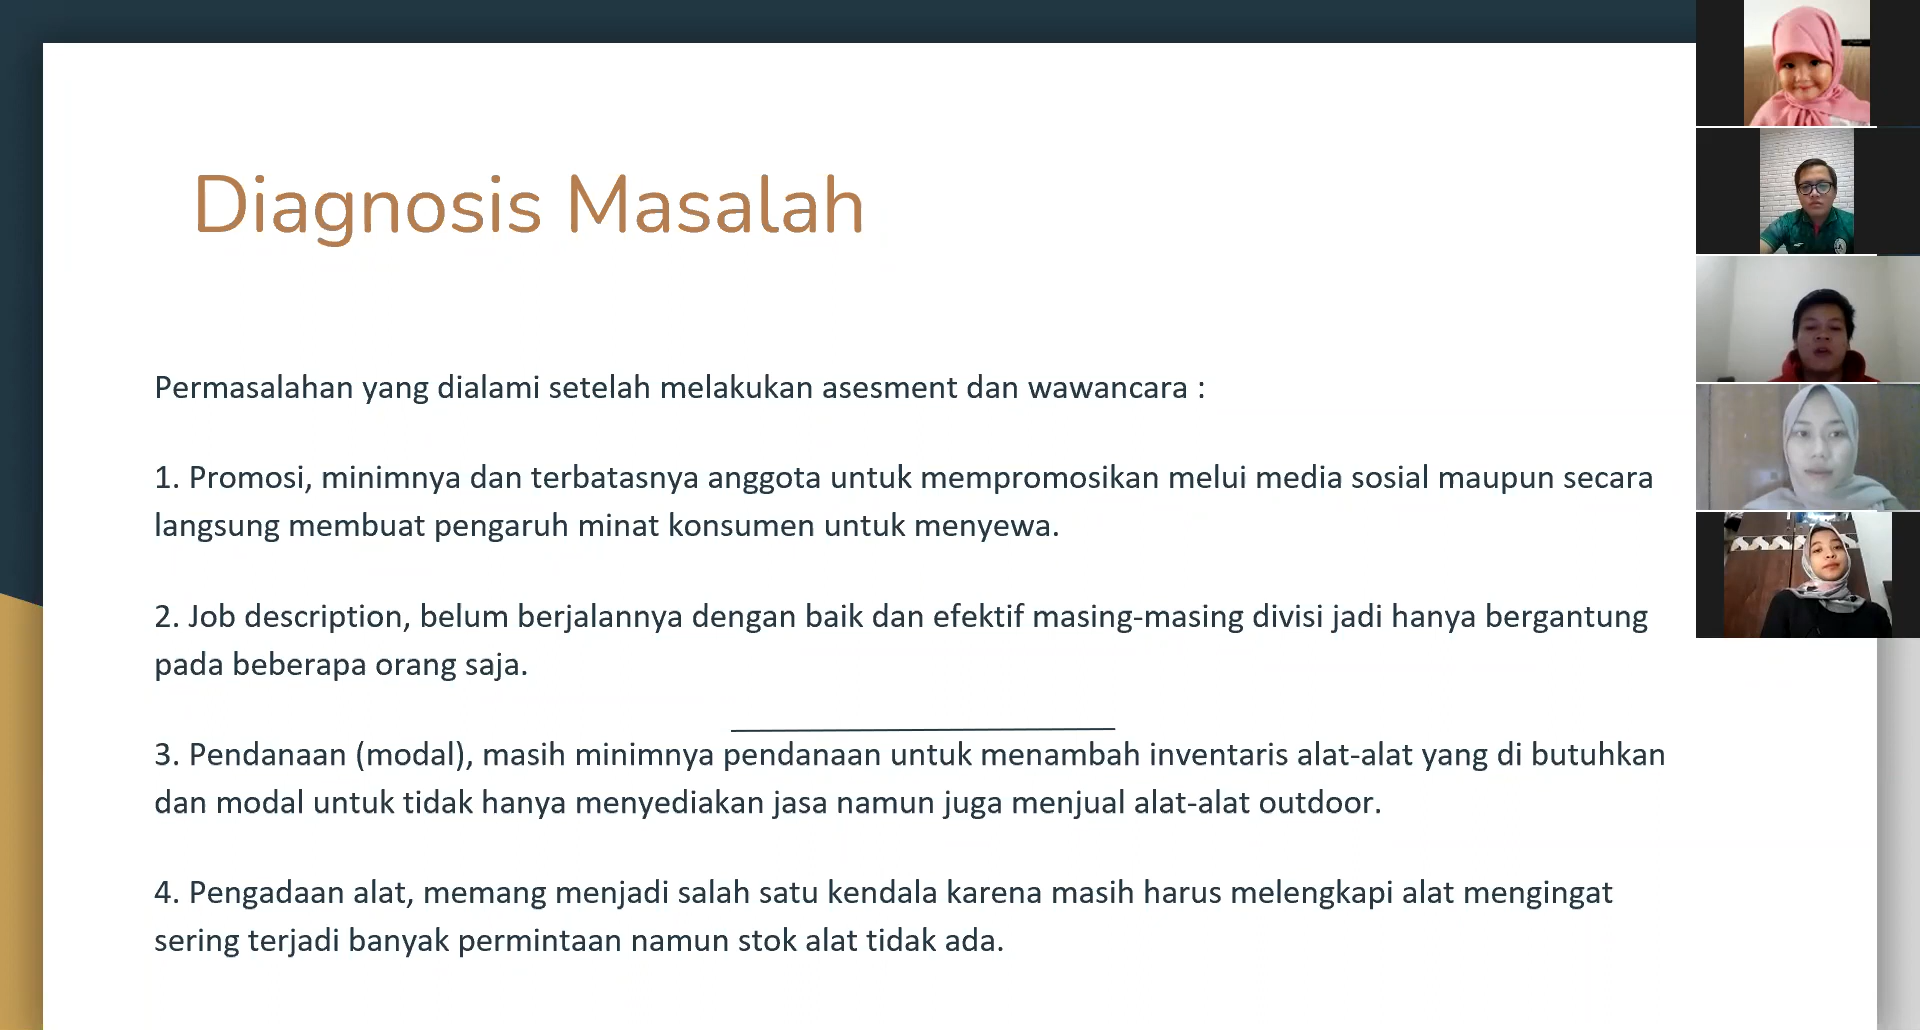 Diagnosis Masalah
Permasalahan yang dialami setelah melakukan asesment dan wawancara :
1. Promosi, minimnya dan terbatasnya anggota untuk mempromosikan melui media sosial maupun secara
langsung membuat pengaruh minat konsumen untuk menyewa.
2. Job description, belum berjalannya dengan baik dan efektif masing-masing divisi jadi hanya bergantung
pada beberapa orang saja.
3. Pendanaan (modal), masih minimnya pendanaan untuk menambah inventaris alat-alat yang di butuhkan
dan modal untuk tidak hanya menyediakan jasa namun juga menjual alat-alat outdoor.
4. Pengadaan alat, memang menjadi salah satu kendala karena masih harus melengkapi alat mengingat
sering terjadi banyak permintaan namun stok alat tidak ada.